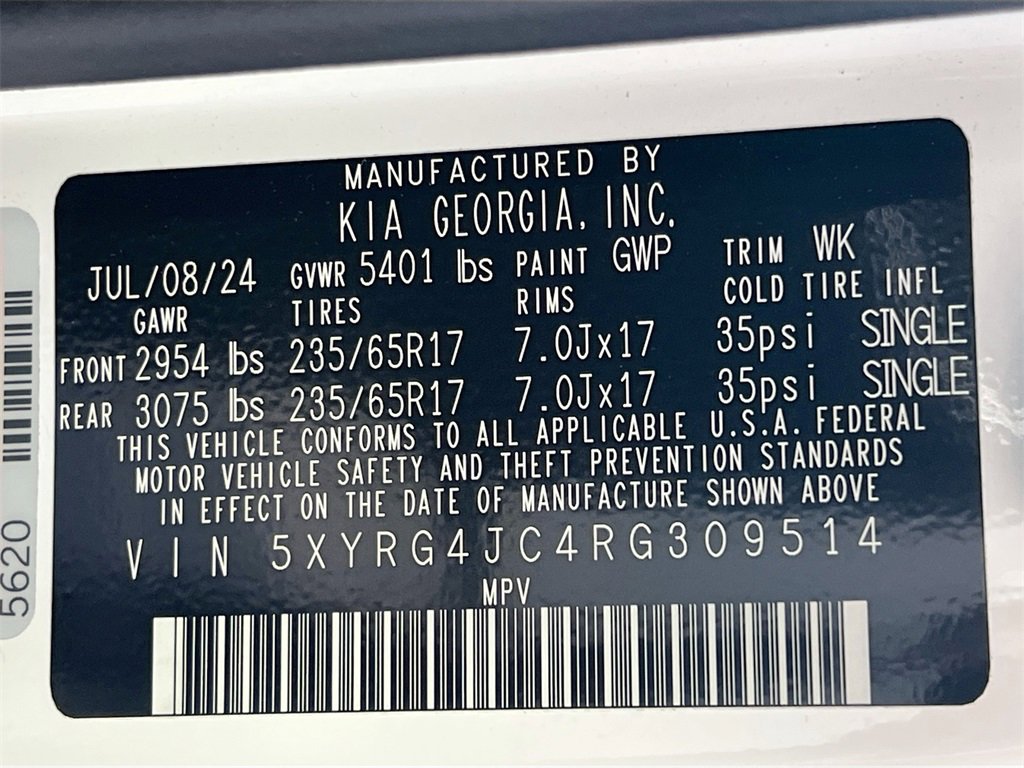 MANUFACTURED BY
KIA GEORGIA, INC.
JUL/08/24 GVWR 5401 lbs PAINT GWP TRIM WK
GAWR TIRES RIMS COLD TIRE INFL
FRONT 2954 lbs 235/65R17 7.0Jx17 35psi SINGLE
REAR 3075 lbs 235/65R17 7.0Jx17 35psi SINGLE
THIS VEHICLE CONFORMS TO ALL APPLICABLE U.S.A. FEDERAL
MOTOR VEHICLE SAFETY AND THEFT PREVENTION STANDARDS
IN EFFECT ON THE DATE OF MANUFACTURE SHOWN ABOVE
VIN 5XYRG4JC4RG309514
MPV
5620